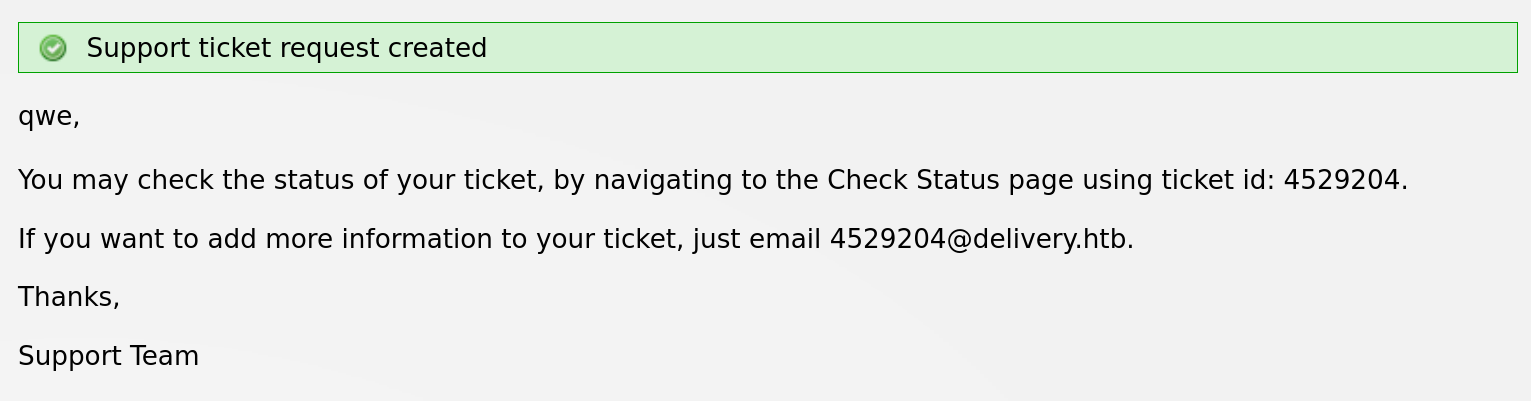 Support ticket request created
qwe,
You may check the status of your ticket, by navigating to the Check Status page using ticket id: 4529204.
If you want to add more information to your ticket, just email 4529204@delivery.htb.
Thanks,
Support Team